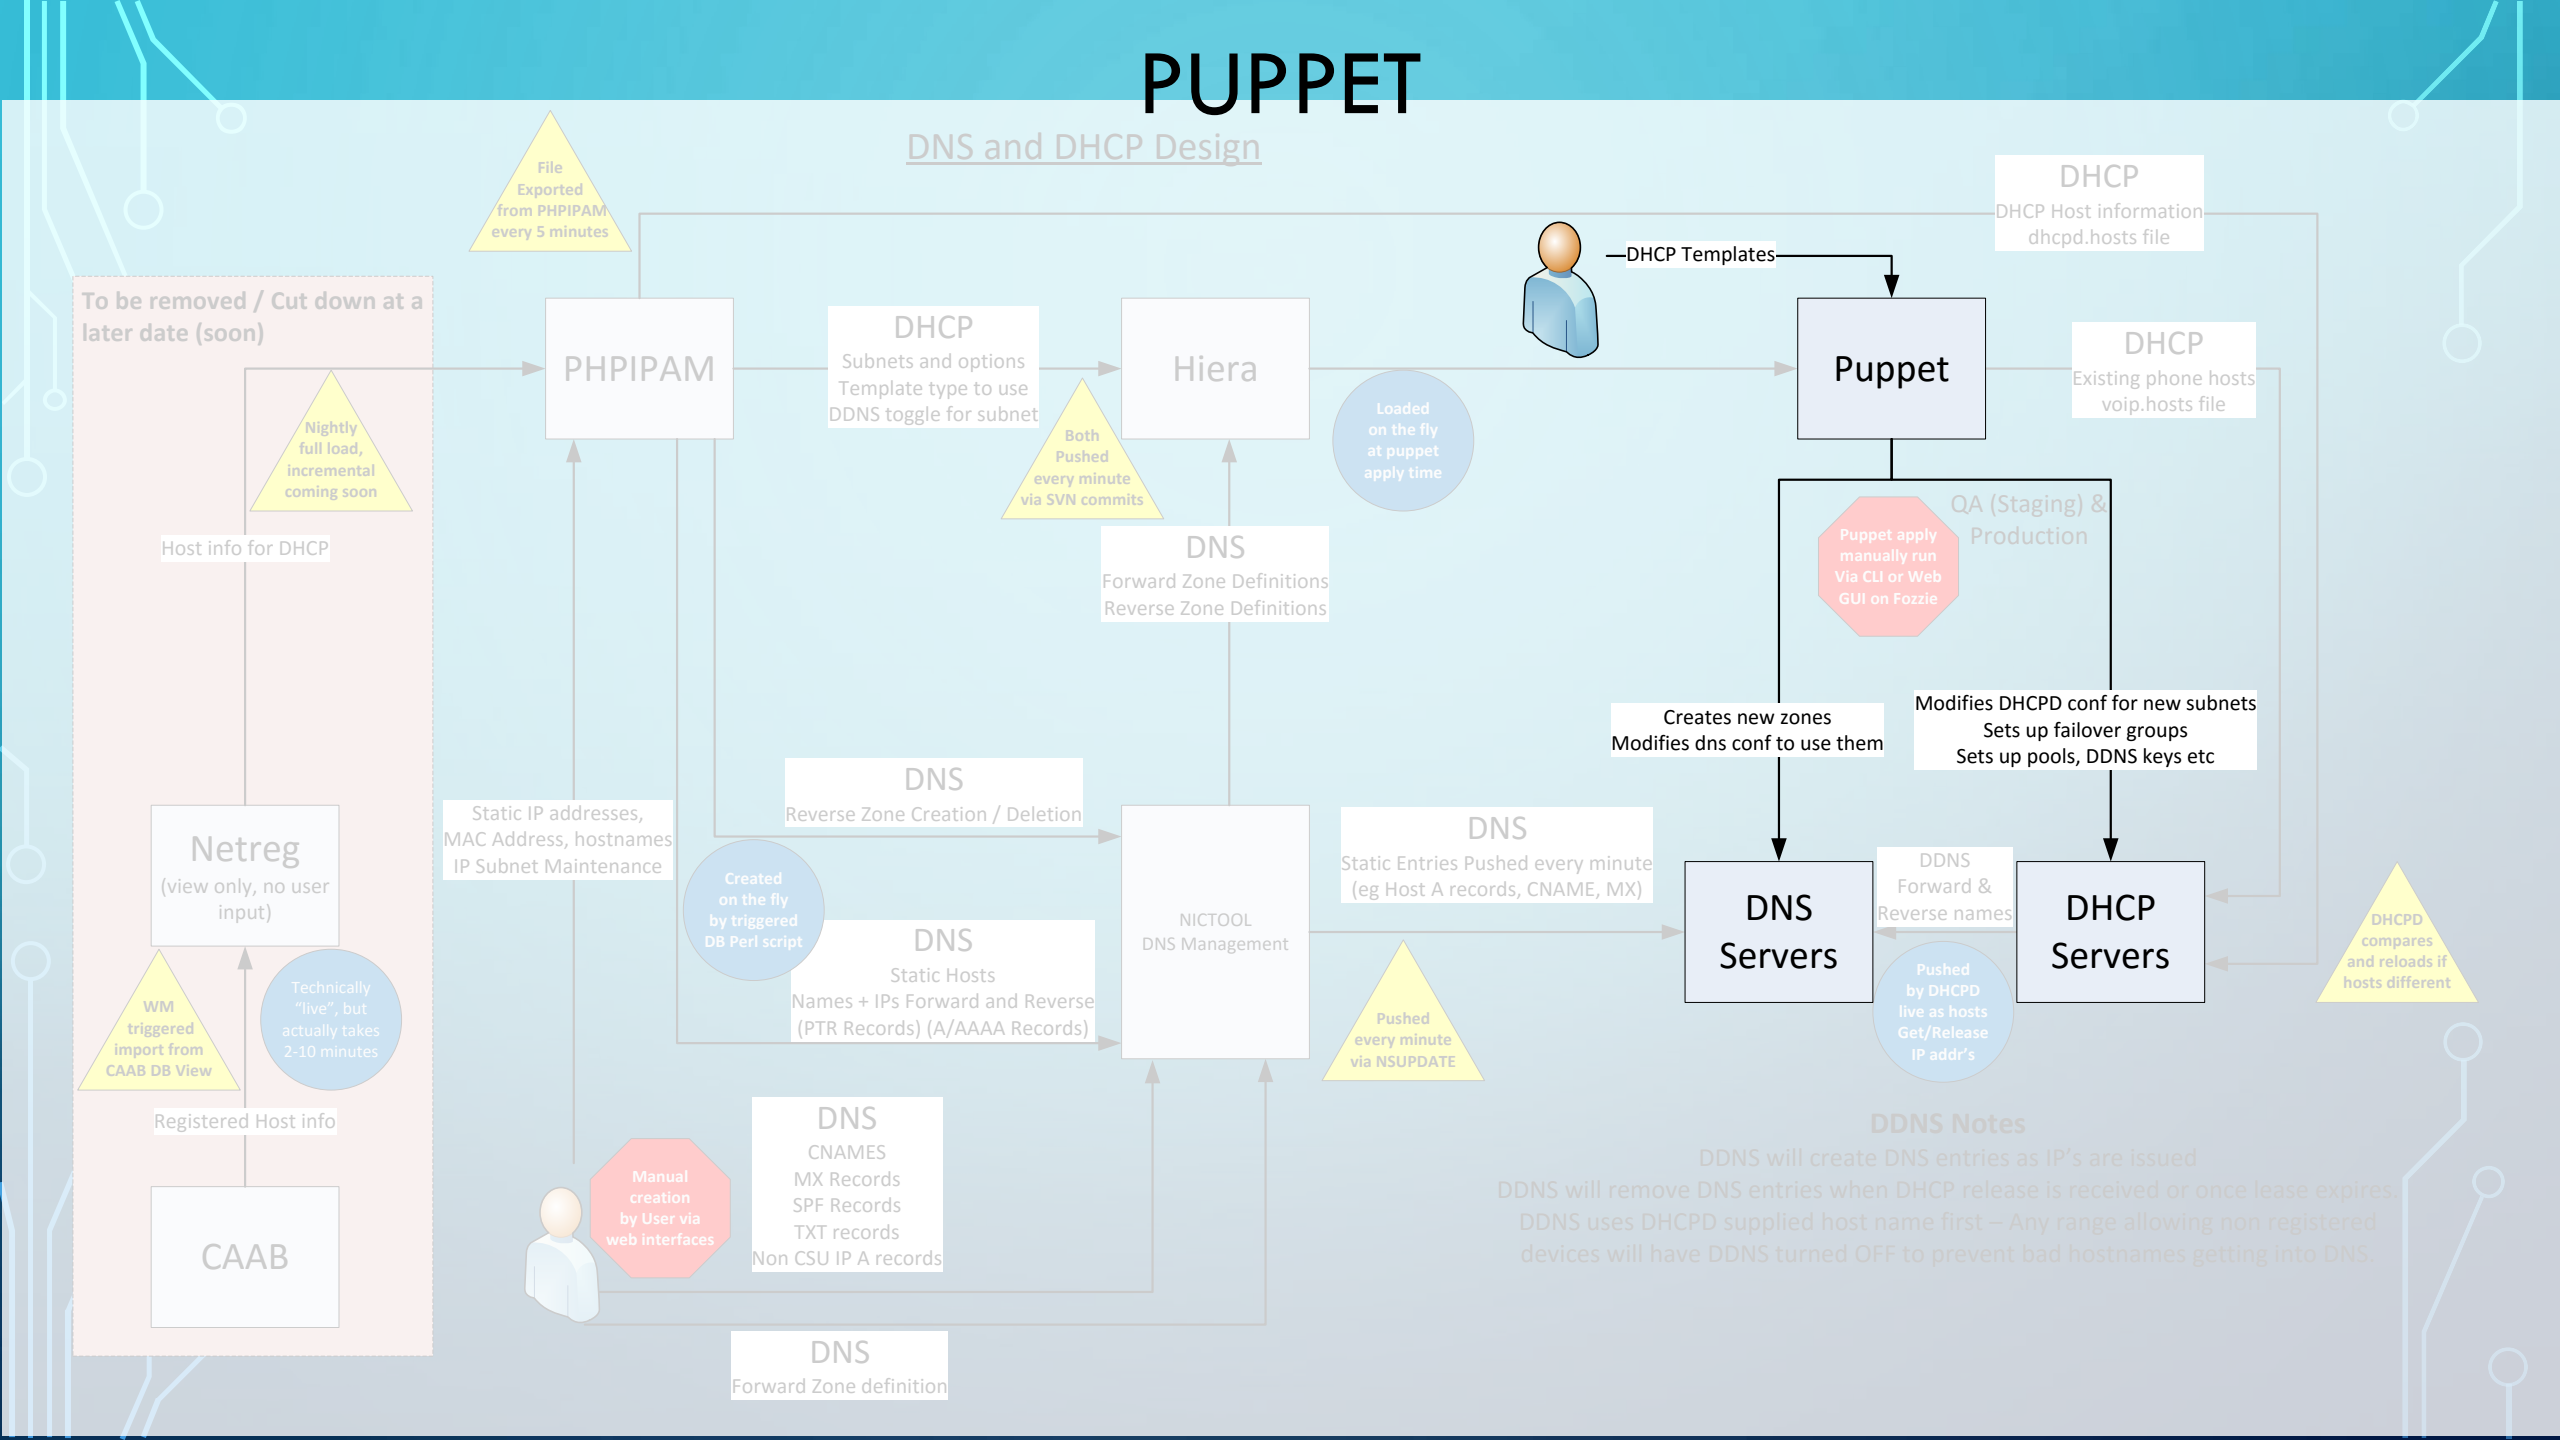 PUPPET
DNS and DHCP Design
File
Exported
from PHPIPAM
every 5 minutes
DHCP
DHCP Host information
dhcpd.hosts file
DHCP Templates
To be removed / Cut down at a
later date (soon)
PHPIPAM
DHCP
Subnets and options
Template type to use
DDNS toggle for subnet
Hiera
Puppet
DHCP
Existing phone hosts
voip.hosts file
Nightly
full load,
incremental
coming soon
Both
Pushed
every minute
via SVN commits
Loaded
on the fly
at puppet
apply time
QA (Staging) &
Production
Puppet apply
manually run
Via CLI or Web
GUI on Fozzie
Host info for DHCP
DNS
Forward Zone Definitions
Reverse Zone Definitions
Creates new zones
Modifies dns conf to use them
Modifies DHCPD conf for new subnets
Sets up failover groups
Sets up pools, DDNS keys etc
DNS
Reverse Zone Creation / Deletion
Static IP addresses,
MAC Address, hostnames
IP Subnet Maintenance
Netreg
(view only, no user
input)
Created
on the fly
by triggered
DB Perl script
DNS
Static Hosts
Names + IPs Forward and Reverse
(PTR Records) (A/AAAA Records)
NICTOOL
DNS Management
DNS
Static Entries Pushed every minute
(eg Host A records, CNAME, MX)
DNS
Servers
DDNS
Forward &
Reverse names
DHCP
Servers
DHCPD
compares
and reloads if
hosts different
WM
triggered
import from
CAAB DB View
Technically
“live”, but
actually takes
2-10 minutes
Pushed
every minute
via NSUPDATE
Pushed
by DHCPD
live as hosts
Get/Release
IP addr’s
Registered Host info
CAAB
Manual
creation
by User via
web interfaces
DNS
CNAMES
MX Records
SPF Records
TXT records
Non CSU IP A records
DDNS Notes
DDNS will create DNS entries as IP’s are issued
DDNS will remove DNS entries when DHCP release is received or once lease expires.
DDNS uses DHCPD supplied host name first – Any range allowing non registered
devices will have DDNS turned OFF to prevent bad hostnames getting into DNS.
DNS
Forward Zone definition